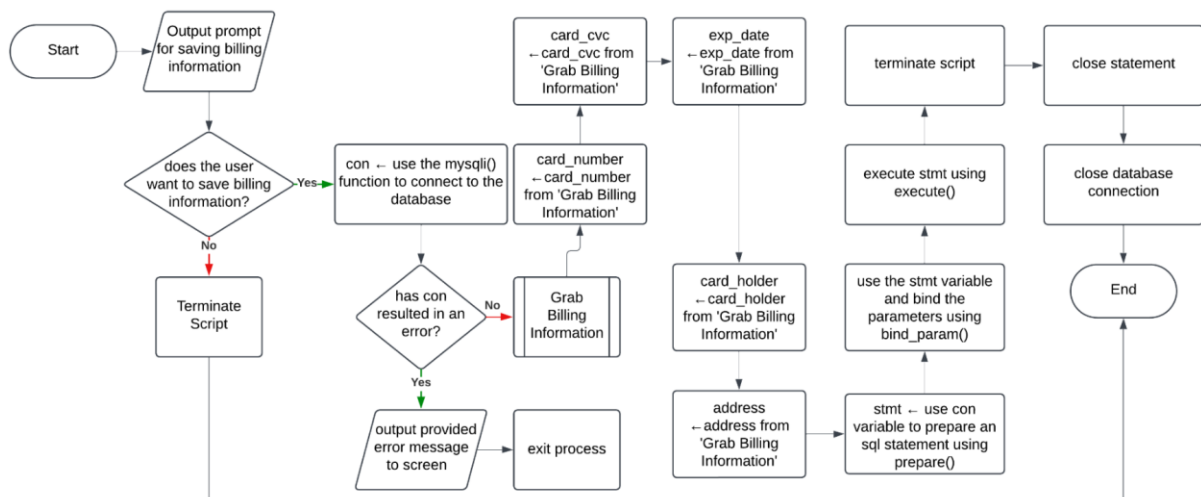 Start
Output prompt
for saving billing
information
does the user
want to save billing
information?
Yes
No
Terminate
Script
con ← use the mysqli()
function to connect to the
database
has con
resulted in an
error?
No
Yes
output provided
error message
to screen
exit process
Grab
Billing
Information
card_number
←card_number
from 'Grab Billing
Information'
card_cvc
←card_cvc from
'Grab Billing
Information'
exp_date
←exp_date from
'Grab Billing
Information'
card_holder
←card_holder
from 'Grab Billing
Information'
address
←address from
'Grab Billing
Information'
stmt ← use con
variable to prepare an
sql statement using
prepare()
use the stmt variable
and bind the
parameters using
bind_param()
execute stmt using
execute()
terminate script
close statement
close database
connection
End